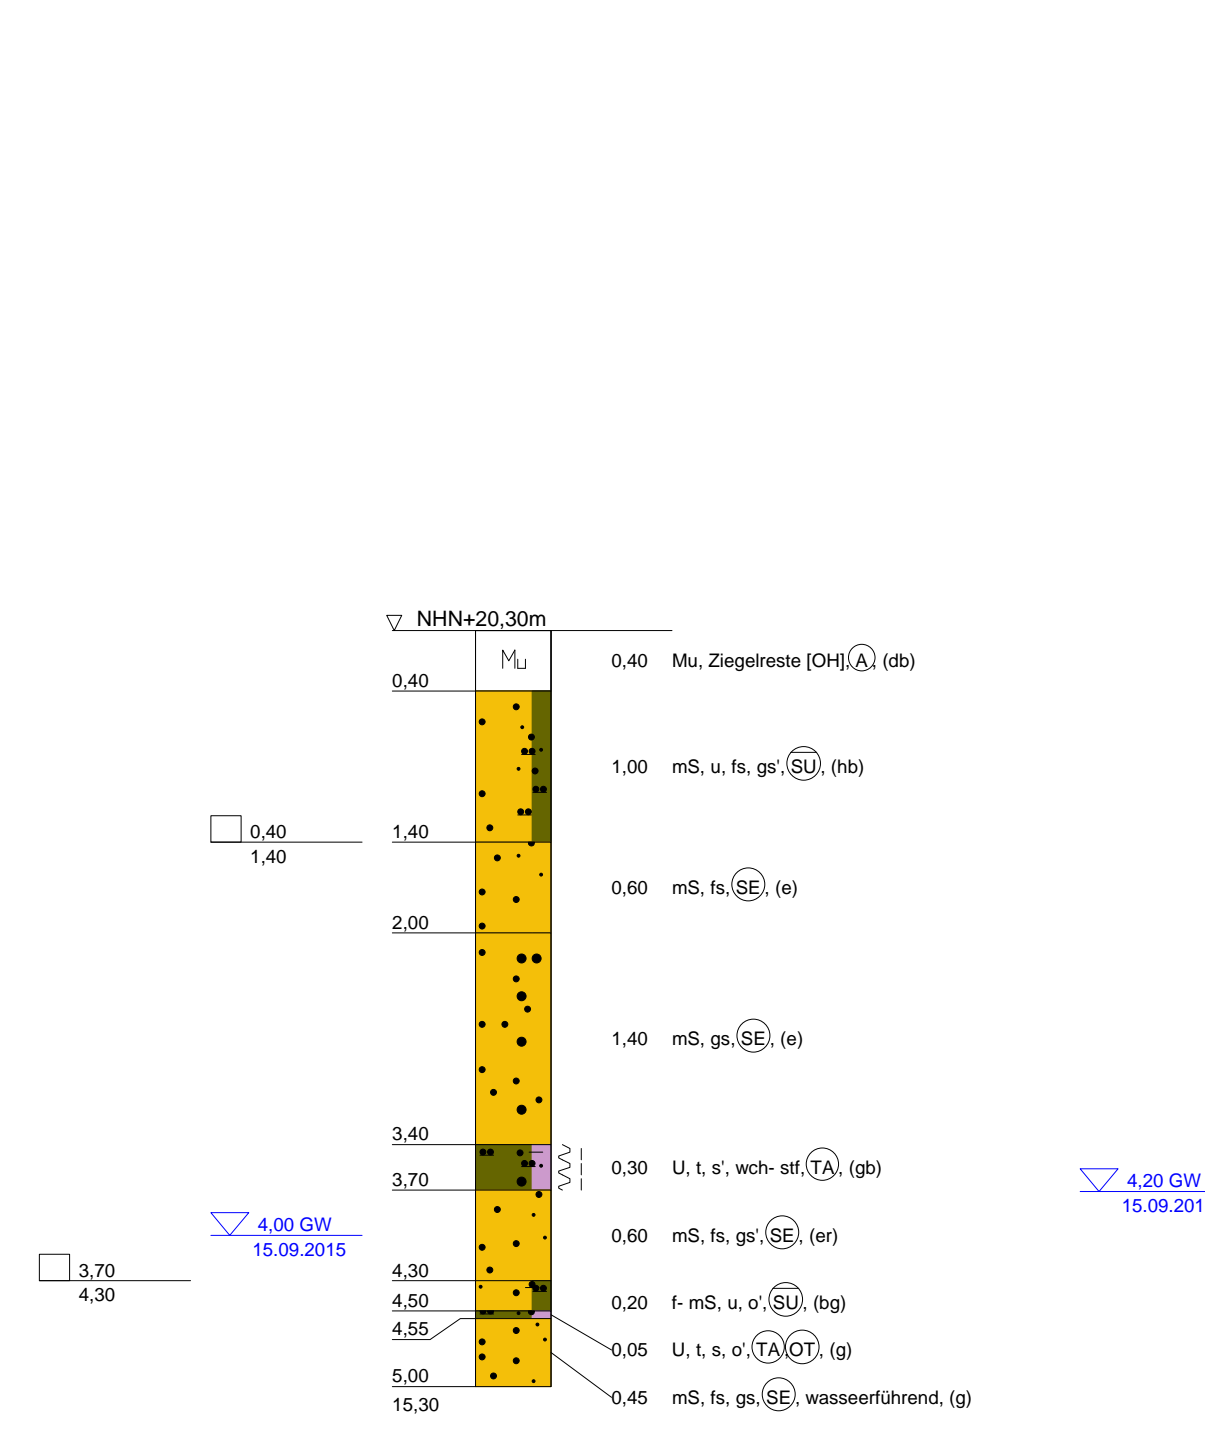 NHN+20,30m
Mu
0,40 Mu, Ziegelreste [OH], A, (db)
0,40
1,00 mS, u, fs, gs', SU, (hb)
0,40
1,40
1,40
0,60 mS, fs, SE, (e)
2,00
1,40 mS, gs, SE, (e)
3,40
0,30 U, t, s', wch- stf, TA, (gb)
3,70
4,20 GW
15.09.201
4,00 GW
15.09.2015
0,60 mS, fs, gs', SE, (er)
3,70
4,30
4,30
0,20 f- mS, u, o', SU, (bg)
4,50
4,55
0,05 U, t, s, o', TA, OT, (g)
5,00
15,30
0,45 mS, fs, gs, SE, wasseerführend, (g)